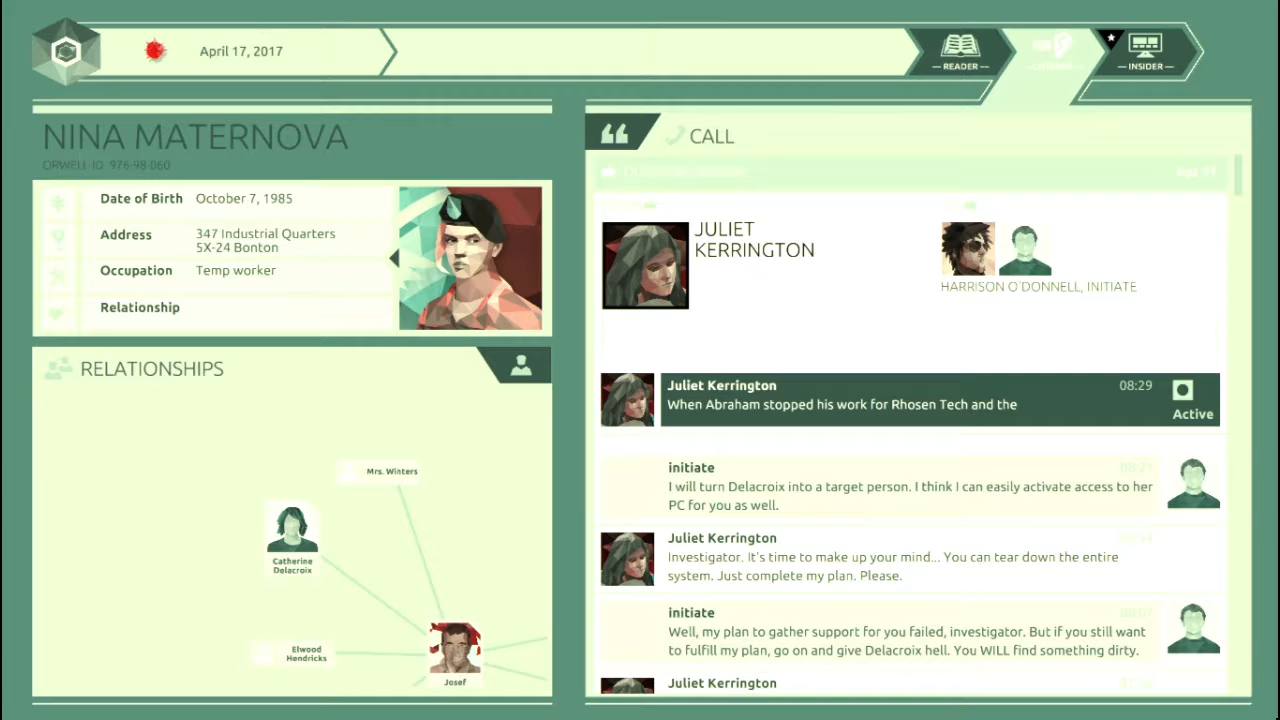 April 17, 2017
READER
INSIDER
NINA MATERNOVA
ORWELL-ID: 976-98-060
Date of Birth October 7, 1985
Address 347 Industrial Quarters
5X-24 Bonton
Occupation Temp worker
Relationship
RELATIONSHIPS
Mrs. Winters
Catherine
Delacroix
Elwood
Hendricks
Josef
CALL
JULIET
KERRINGTON
HARRISON O'DONNELL, INITIATE
Juliet Kerrington 08:29
When Abraham stopped his work for Rhosen Tech and the
Active
initiate
I will turn Delacroix into a target person. I think I can easily activate access to her
PC for you as well.
Juliet Kerrington
Investigator. It's time to make up your mind... You can tear down the entire
system. Just complete my plan. Please.
initiate
Well, my plan to gather support for you failed, investigator. But if you still want
to fulfill my plan, go on and give Delacroix hell. You WILL find something dirty.
Juliet Kerrington